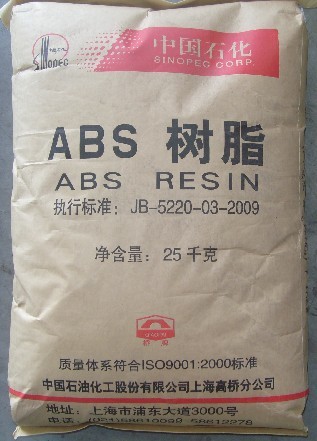 中国石化
SINOPEC CORP.
ABS 树脂
ABS RESIN
执行标准：JB-5220-03-2009
净含量：25千克
质量体系符合ISO9001:2000标准
中国石油化工股份有限公司上海高桥分公司
地址：上海市浦东大道3000号
电话：